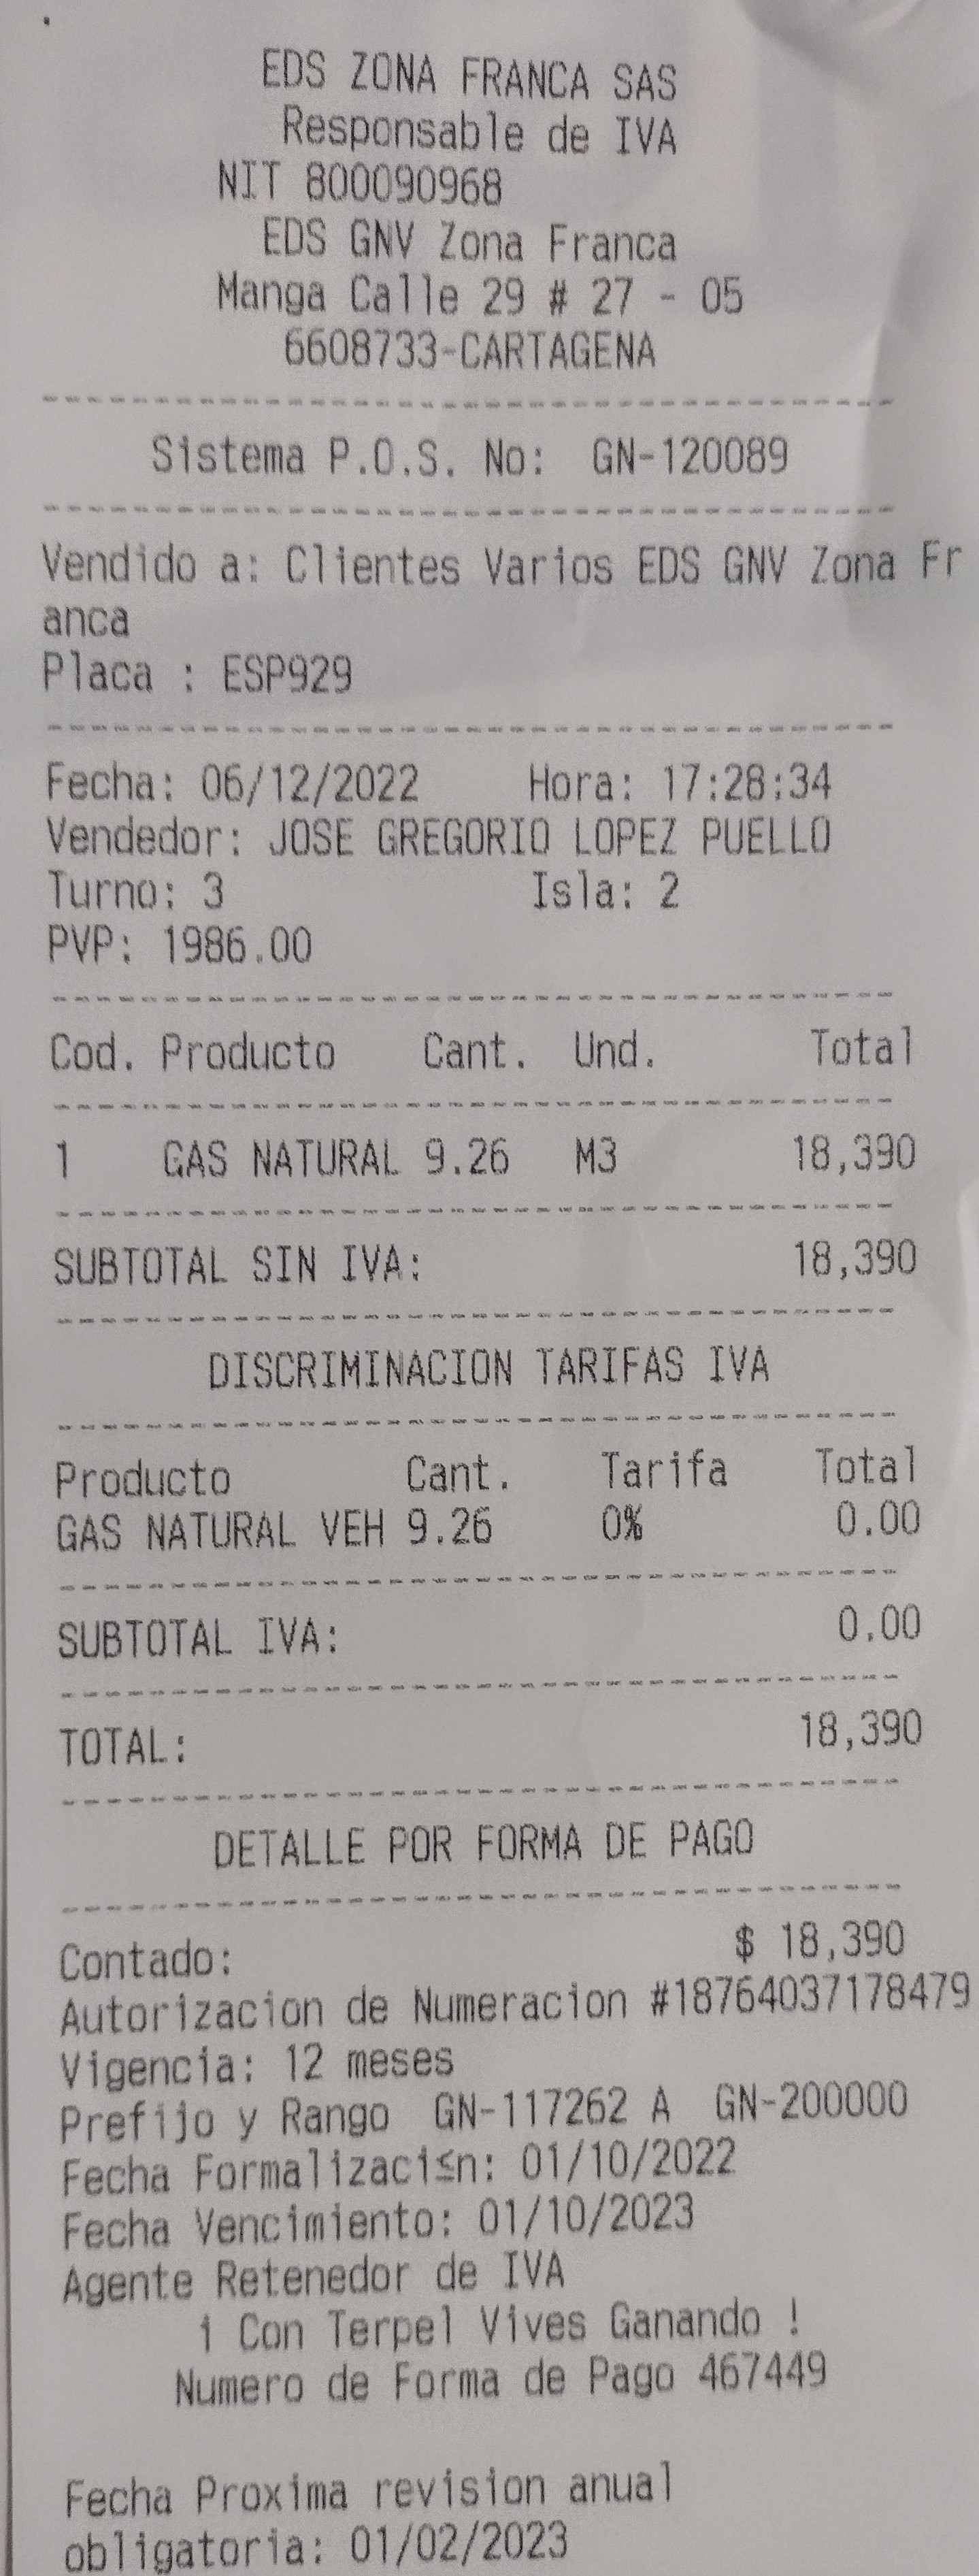 EDS ZONA FRANCA SAS
Responsable de IVA
NIT 800090968
EDS GNV Zona Franca
Manga Calle 29 # 27 - 05
6608733-CARTAGENA
Sistema P.O.S. No: GN-120089
Vendido a: Clientes Varios EDS GNV Zona Fr
anca
Placa : ESP929
Fecha: 06/12/2022 Hora: 17:28:34
Vendedor: JOSE GREGORIO LOPEZ PUELLO
Turno: 3 Isla: 2
PVP: 1986.00
Cod. Producto Cant. Und. Total
1 GAS NATURAL 9.26 M3 18,390
SUBTOTAL SIN IVA: 18,390
DISCRIMINACION TARIFAS IVA
Producto Cant. Tarifa Total
GAS NATURAL VEH 9.26 0% 0.00
SUBTOTAL IVA: 0.00
TOTAL: 18,390
DETALLE POR FORMA DE PAGO
Contado: $ 18,390
Autorizacion de Numeracion #18764037178479
Vigencia: 12 meses
Prefijo y Rango GN-117262 A GN-200000
Fecha Formalizaci≤n: 01/10/2022
Fecha Vencimiento: 01/10/2023
Agente Retenedor de IVA
¡ Con Terpel Vives Ganando !
Numero de Forma de Pago 467449
Fecha Proxima revision anual
obligatoria: 01/02/2023